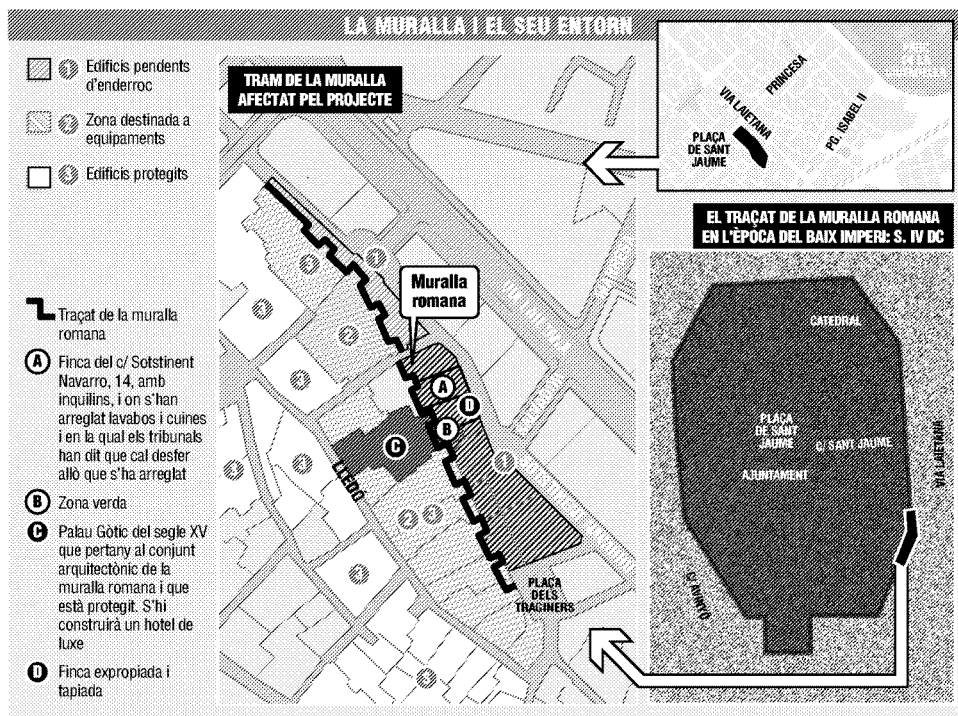 LA MURALLA I EL SEU ENTORN
1 Edificis pendents
d'enderroc
2 Zona destinada a
equipaments
3 Edificis protegits
Traçat de la muralla
romana
A Finca del c/ Sotstinent
Navarro, 14, amb
inquilins, i on s'han
arreglat lavabos i cuines
i en la qual els tribunals
han dit que cal desfer
allò que s'ha arreglat
B Zona verda
C Palau Gòtic del segle XV
que pertany al conjunt
arquitectònic de la
muralla romana i que
està protegit. S'hi
construirà un hotel de
luxe
D Finca expropiada i
tapiada
TRAM DE LA MURALLA
AFECTAT PEL PROJECTE
Muralla
romana
A
D
B
C
LLEDÓ
PLAÇA
DELS
TRAGINERS
PRINCESA
VIA LAIETANA
PG. ISABEL II
PLAÇA
DE SANT
JAUME
EL TRAÇAT DE LA MURALLA ROMANA
EN L'ÈPOCA DEL BAIX IMPERI: S. IV DC
CATEDRAL
PLAÇA
DE SANT
JAUME
C/ SANT JAUME
AJUNTAMENT
VIA LAIETANA
C/ AVINYÓ